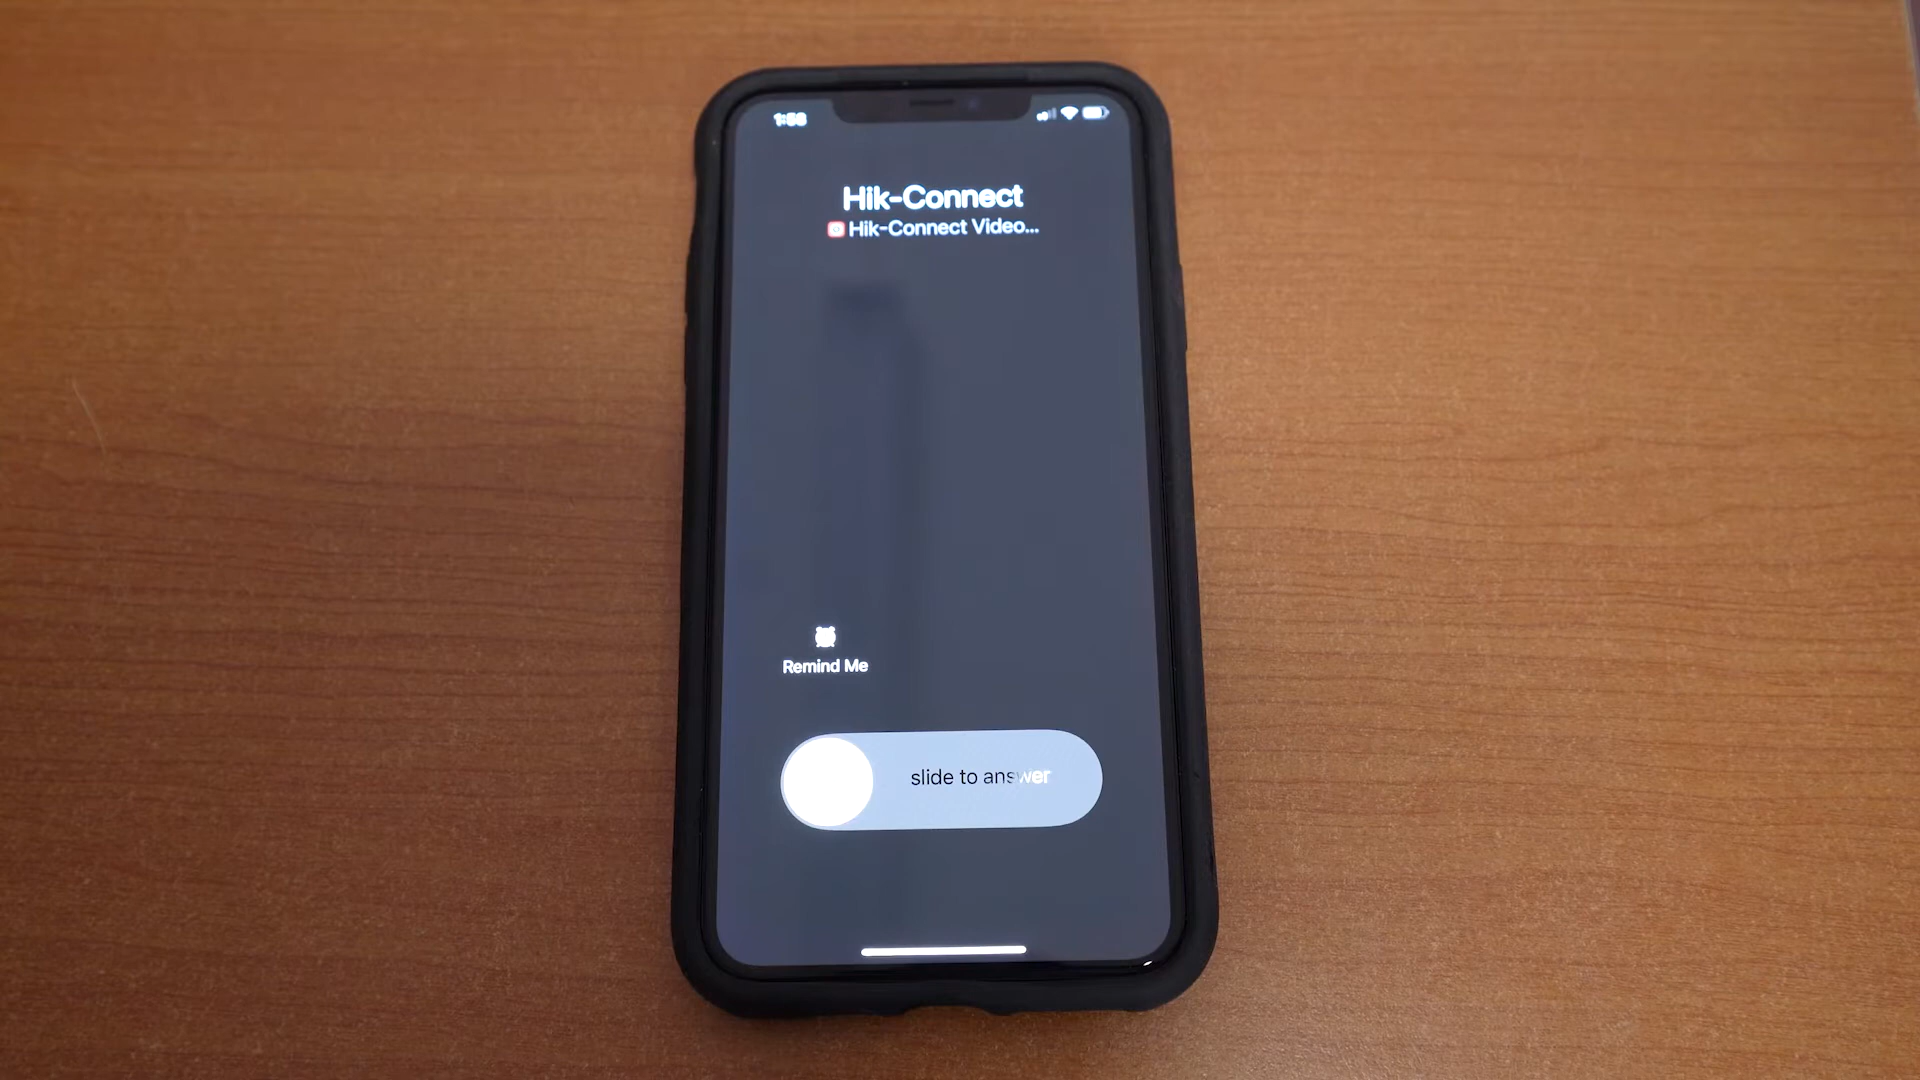 1:56
Hik-Connect
Hik-Connect Video...
Remind Me
slide to answer